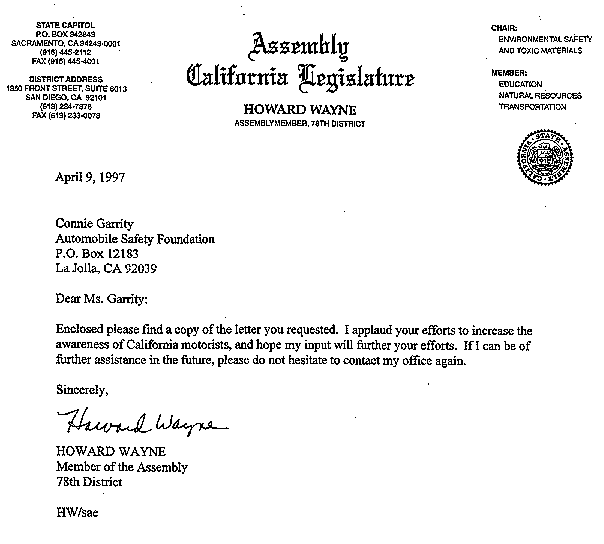 STATE CAPITOL
P.O. BOX 942849
SACRAMENTO, CA 94249-0001
(916) 445-2112
FAX (916) 445-4001
DISTRICT ADDRESS
1350 FRONT STREET, SUITE 6013
SAN DIEGO, CA 92101
(619) 234-7878
FAX (619) 233-0078
Assembly
California Legislature
HOWARD WAYNE
ASSEMBLYMEMBER, 78TH DISTRICT
CHAIR:
ENVIRONMENTAL SAFETY
AND TOXIC MATERIALS
MEMBER:
EDUCATION
NATURAL RESOURCES
TRANSPORTATION
April 9, 1997
Connie Garrity
Automobile Safety Foundation
P.O. Box 12183
La Jolla, CA 92039
Dear Ms. Garrity:
Enclosed please find a copy of the letter you requested. I applaud your efforts to increase the
awareness of California motorists, and hope my input will further your efforts. If I can be of
further assistance in the future, please do not hesitate to contact my office again.
Sincerely,
Howard Wayne
HOWARD WAYNE
Member of the Assembly
78th District
HW/sae